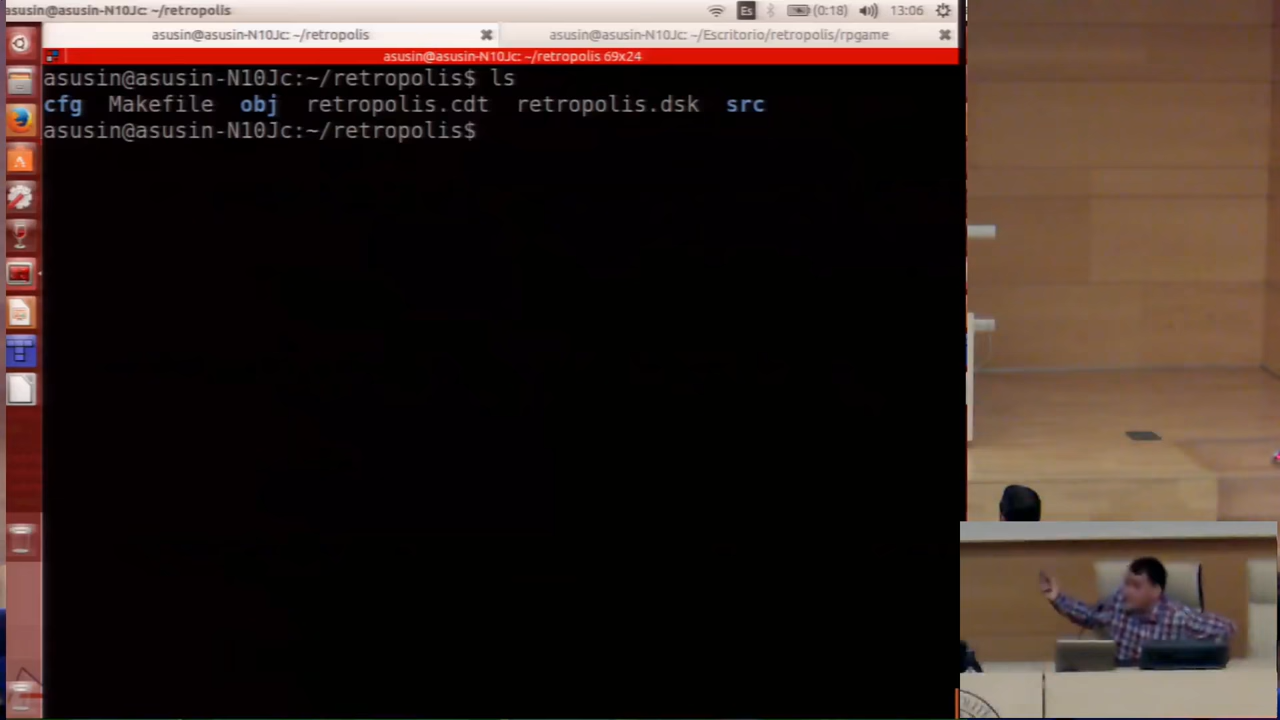 asusin@asusin-N10Jc: ~/retropolis
Es (0:18) 13:06
asusin@asusin-N10Jc: ~/retropolis
asusin@asusin-N10Jc: ~/Escritorio/retropolis/rpgame
asusin@asusin-N10Jc: ~/retropolis 69x24
asusin@asusin-N10Jc:~/retropolis$ ls
cfg Makefile obj retropolis.cdt retropolis.dsk src
asusin@asusin-N10Jc:~/retropolis$